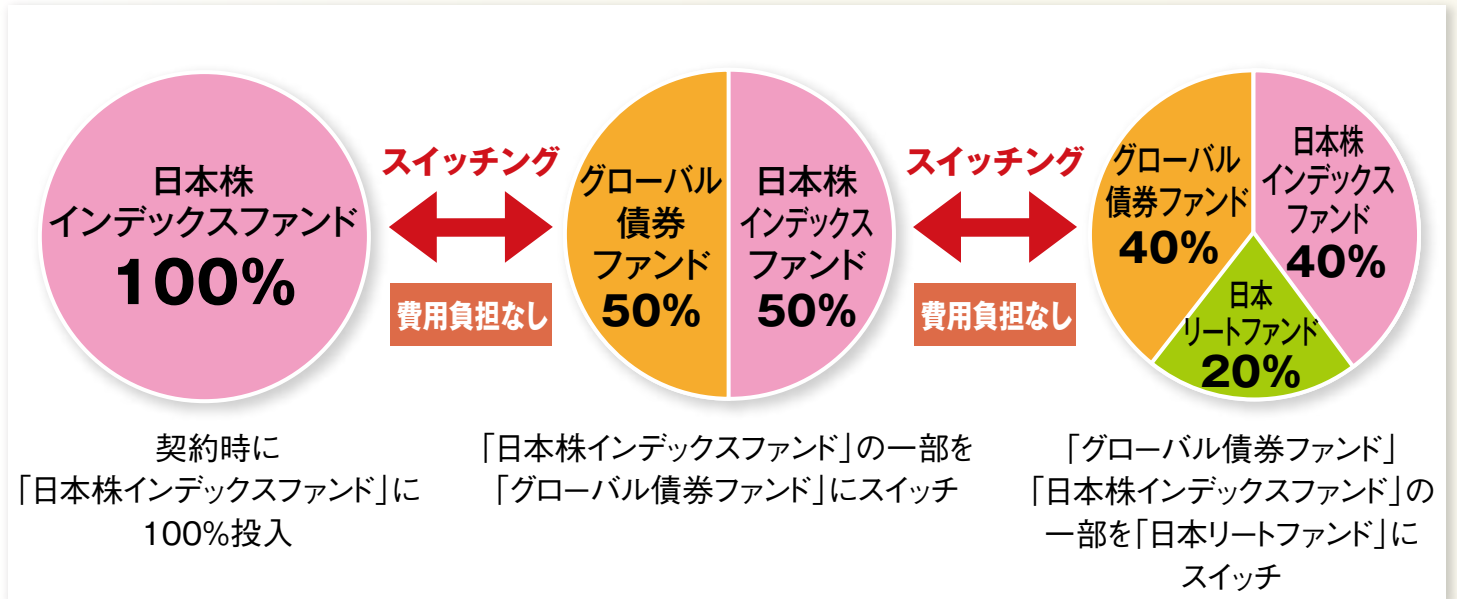 日本株
インデックスファンド
100%
スイッチング
費用負担なし
グローバル
債券
ファンド
50%
日本株
インデックス
ファンド
50%
スイッチング
費用負担なし
グローバル
債券ファンド
40%
日本株
インデックス
ファンド
40%
日本
リートファンド
20%
契約時に
「日本株インデックスファンド」に
100%投入
「日本株インデックスファンド」の一部を
「グローバル債券ファンド」にスイッチ
「グローバル債券ファンド」
「日本株インデックスファンド」の
一部を「日本リートファンド」に
スイッチ